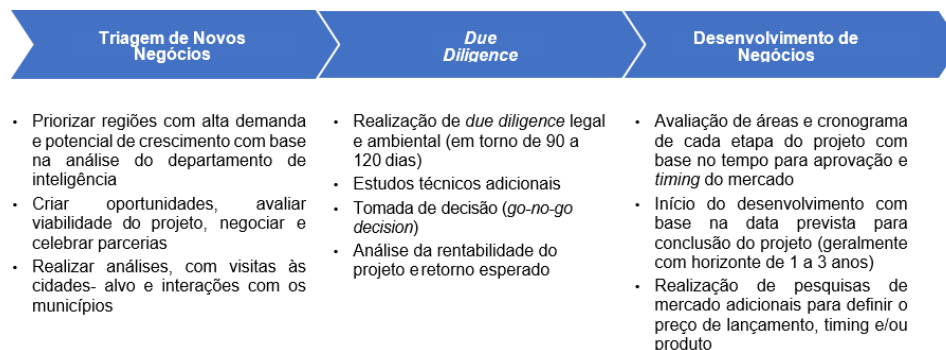 Triagem de Novos
Negócios
Due
Diligence
Desenvolvimento de
Negócios
• Priorizar regiões com alta demanda
e potencial de crescimento com base
na análise do departamento de
inteligência
• Criar oportunidades, avaliar
viabilidade do projeto, negociar e
celebrar parcerias
• Realizar análises, com visitas às
cidades- alvo e interações com os
municípios
• Realização de due diligence legal
e ambiental (em torno de 90 a
120 dias)
• Estudos técnicos adicionais
• Tomada de decisão (go-no-go
decision)
• Análise da rentabilidade do
projeto e retorno esperado
• Avaliação de áreas e cronograma
de cada etapa do projeto com
base no tempo para aprovação e
timing do mercado
• Início do desenvolvimento com
base na data prevista para
conclusão do projeto (geralmente
com horizonte de 1 a 3 anos)
• Realização de pesquisas de
mercado adicionais para definir o
preço de lançamento, timing e/ou
produto